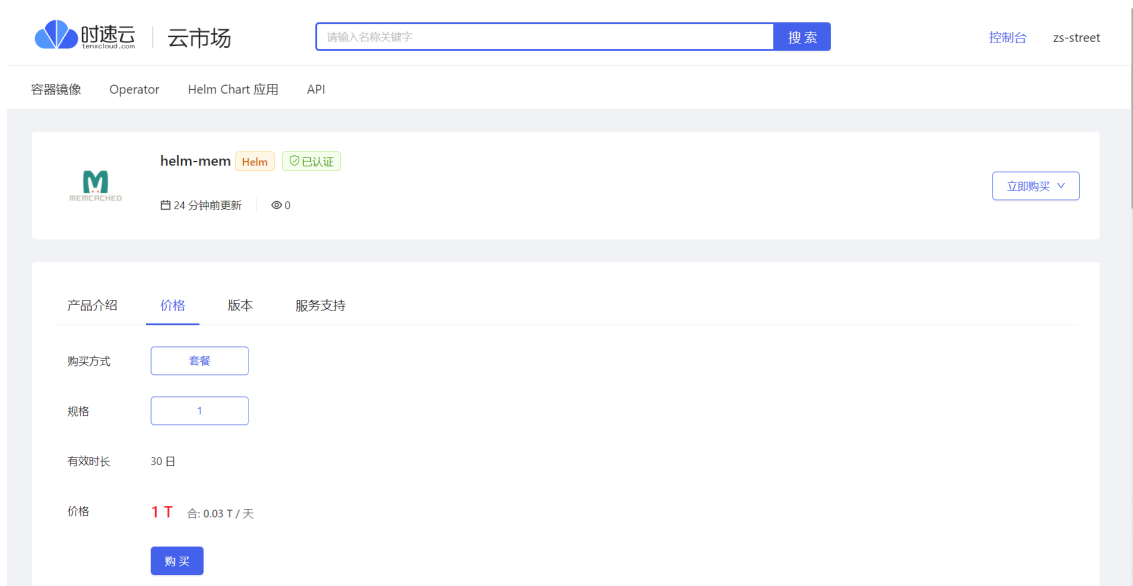 时速云 云市场 请输入名称关键字 搜索 控制台 zs-street
tenxcloud.com
容器镜像 Operator Helm Chart 应用 API
helm-mem Helm 已认证
MEMCACHED
立即购买
24 分钟前更新 0
产品介绍 价格 版本 服务支持
购买方式 套餐
规格 1
有效时长 30 日
价格 1 T 合: 0.03 T / 天
购买